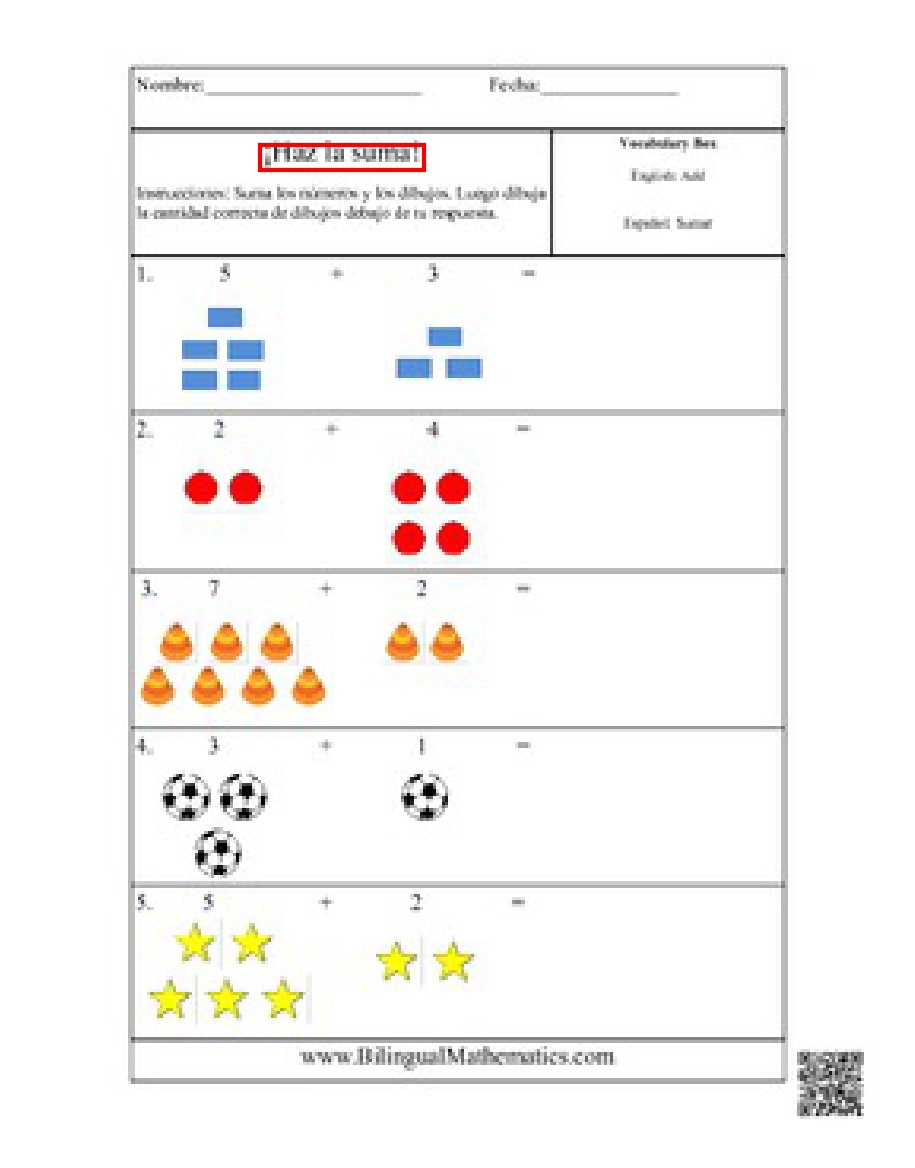 Nombre:____________________ Fecha:_____________
¡Haz la suma!
Instrucciones: Suma los números y los dibujos. Luego dibuja
la cantidad correcta de dibujos debajo de tu respuesta.
Vocabulary Box
English: Add
Español: Sumar
1. 5 + 3 =
2. 2 + 4 =
3. 7 + 2 =
4. 3 + 1 =
5. 5 + 2 =
www.BilingualMathematics.com